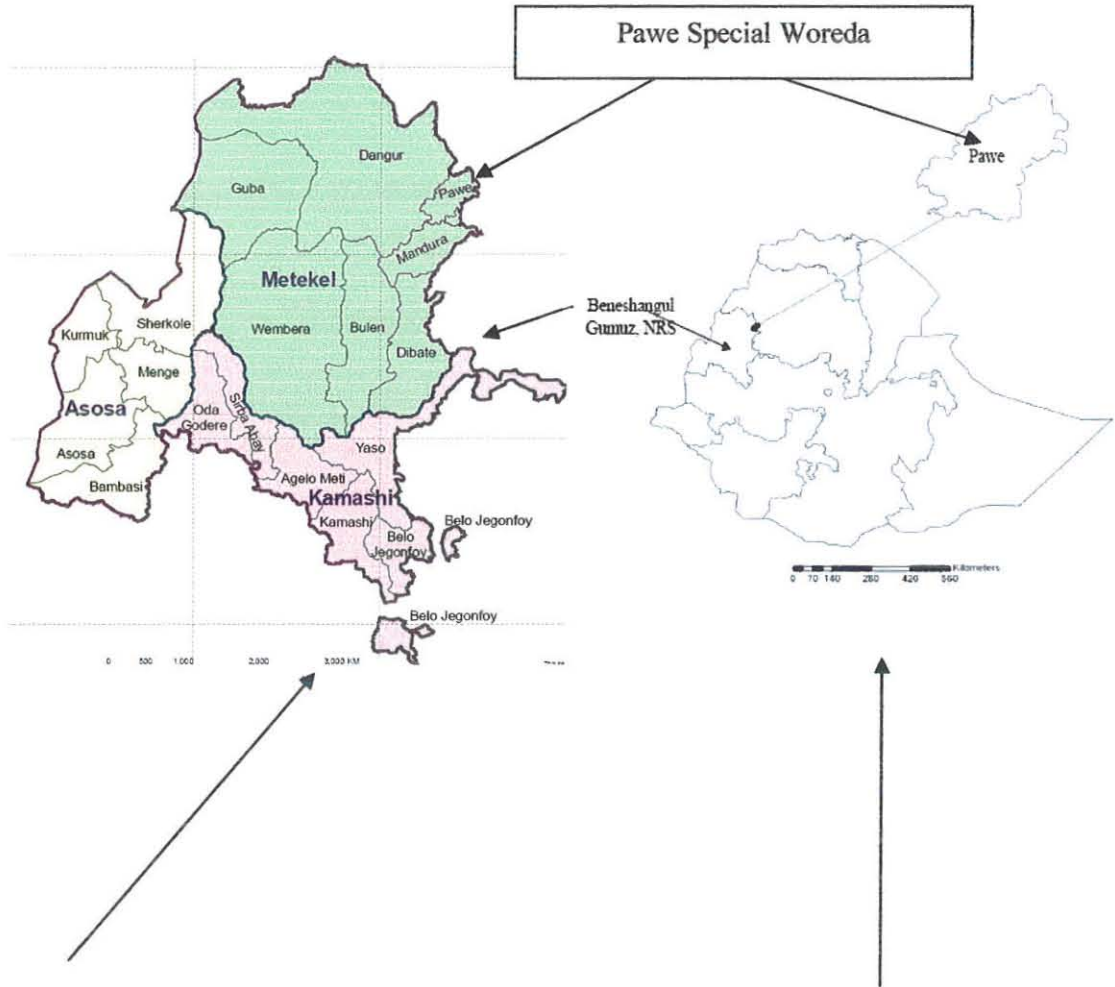 Pawe Special Woreda
Dangur
Guba
Pawe
Mandura
Metekel
Wembera
Bulen
Dibate
Kurmuk
Sherkole
Menge
Asosa
Asosa
Bambasi
Oda
Godere
Sirba Abay
Yaso
Agelo Meti
Kamashi
Kamashi
Belo
Jegonfoy
Belo Jegonfoy
Belo Jegonfoy
0 500 1,000 2,000 3,000 KM
Pawe
Beneshangul
Gumuz, NRS
Kilometers
0 70 140 280 420 560